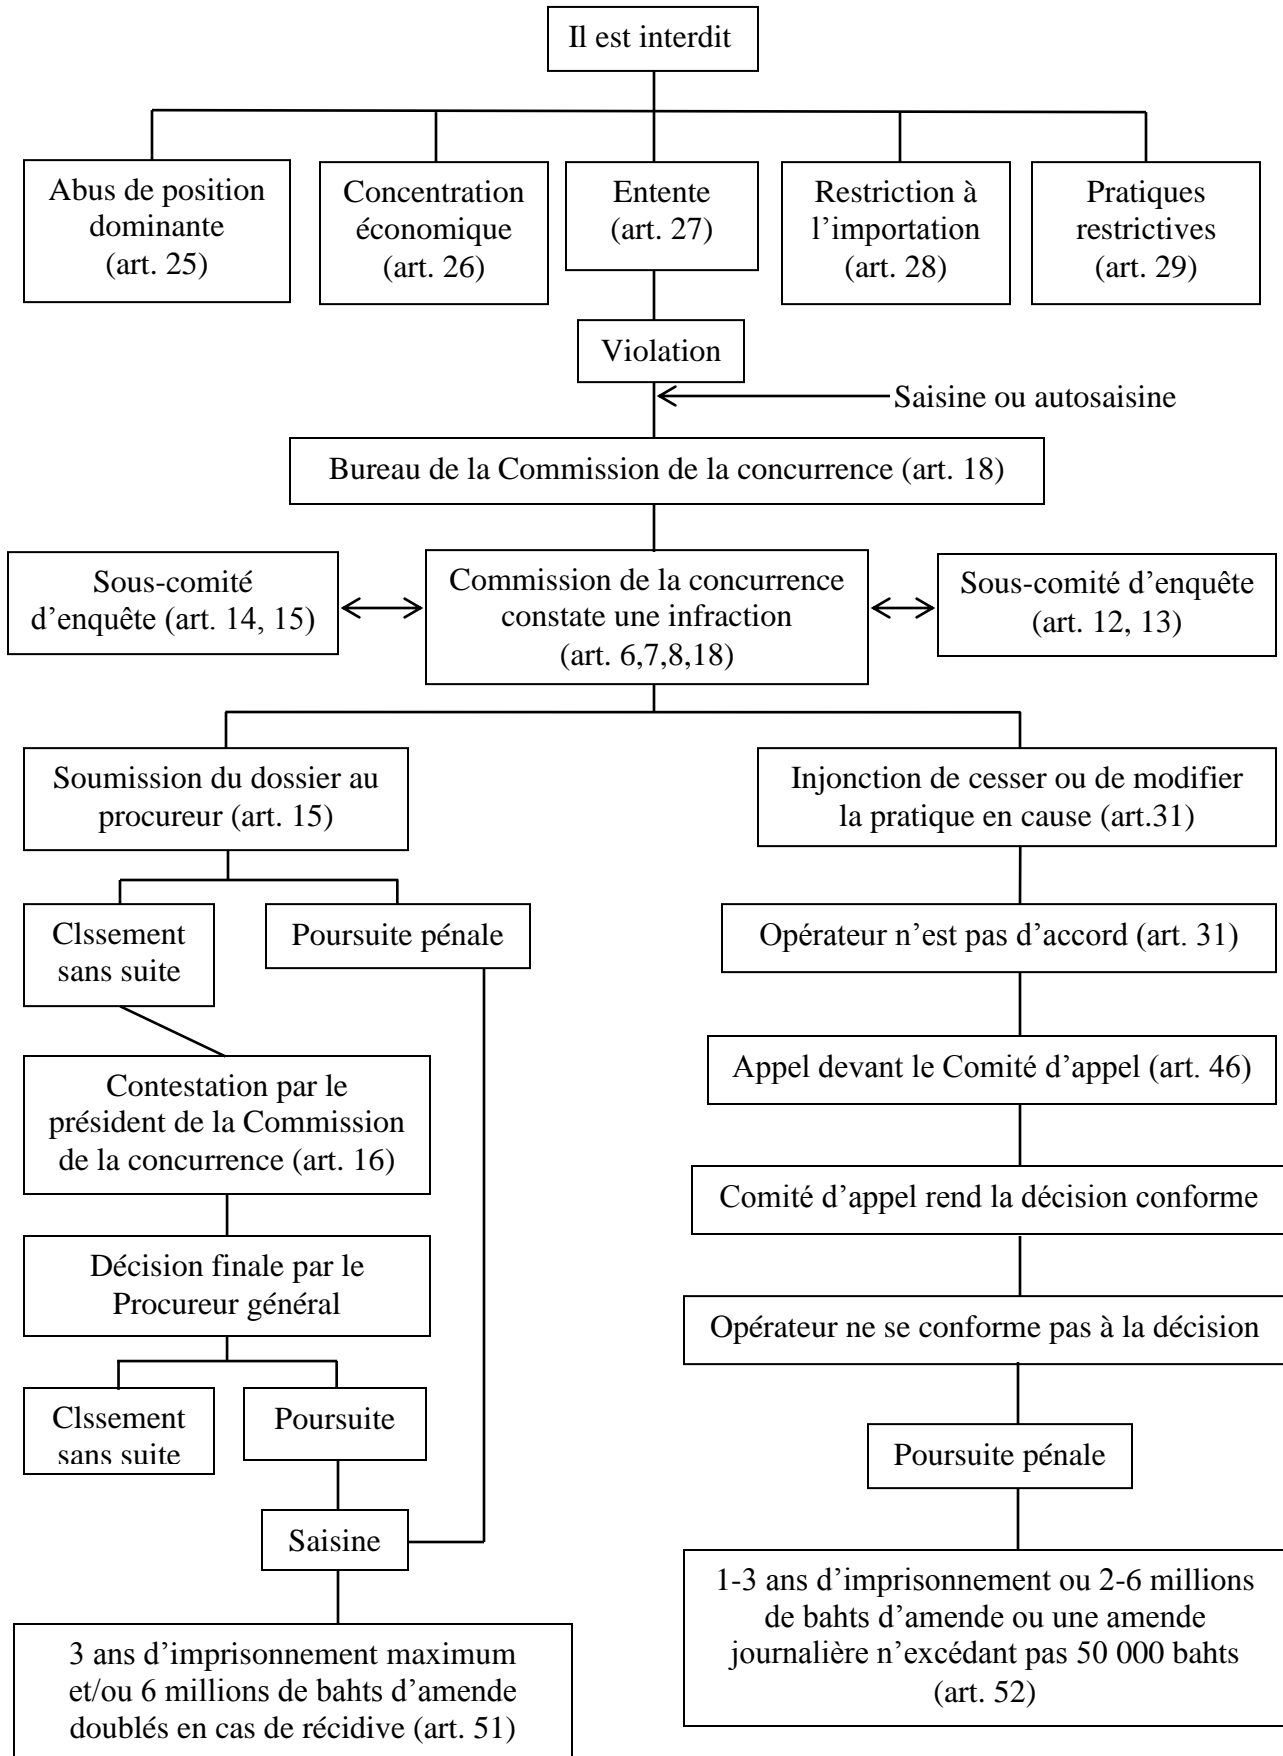 Il est interdit
Abus de position
dominante
(art. 25)
Concentration
économique
(art. 26)
Entente
(art. 27)
Restriction à
l’importation
(art. 28)
Pratiques
restrictives
(art. 29)
Violation
Saisine ou autosaisine
Bureau de la Commission de la concurrence (art. 18)
Sous-comité
d’enquête (art. 14, 15)
Commission de la concurrence
constate une infraction
(art. 6,7,8,18)
Sous-comité d’enquête
(art. 12, 13)
Soumission du dossier au
procureur (art. 15)
Injonction de cesser ou de modifier
la pratique en cause (art.31)
Clssement
sans suite
Poursuite pénale
Opérateur n’est pas d’accord (art. 31)
Appel devant le Comité d’appel (art. 46)
Contestation par le
président de la Commission
de la concurrence (art. 16)
Comité d’appel rend la décision conforme
Décision finale par le
Procureur général
Opérateur ne se conforme pas à la décision
Clssement
sans suite
Poursuite
Poursuite pénale
Saisine
1-3 ans d’imprisonnement ou 2-6 millions
de bahts d’amende ou une amende
journalière n’excédant pas 50 000 bahts
(art. 52)
3 ans d’imprisonnement maximum
et/ou 6 millions de bahts d’amende
doublés en cas de récidive (art. 51)